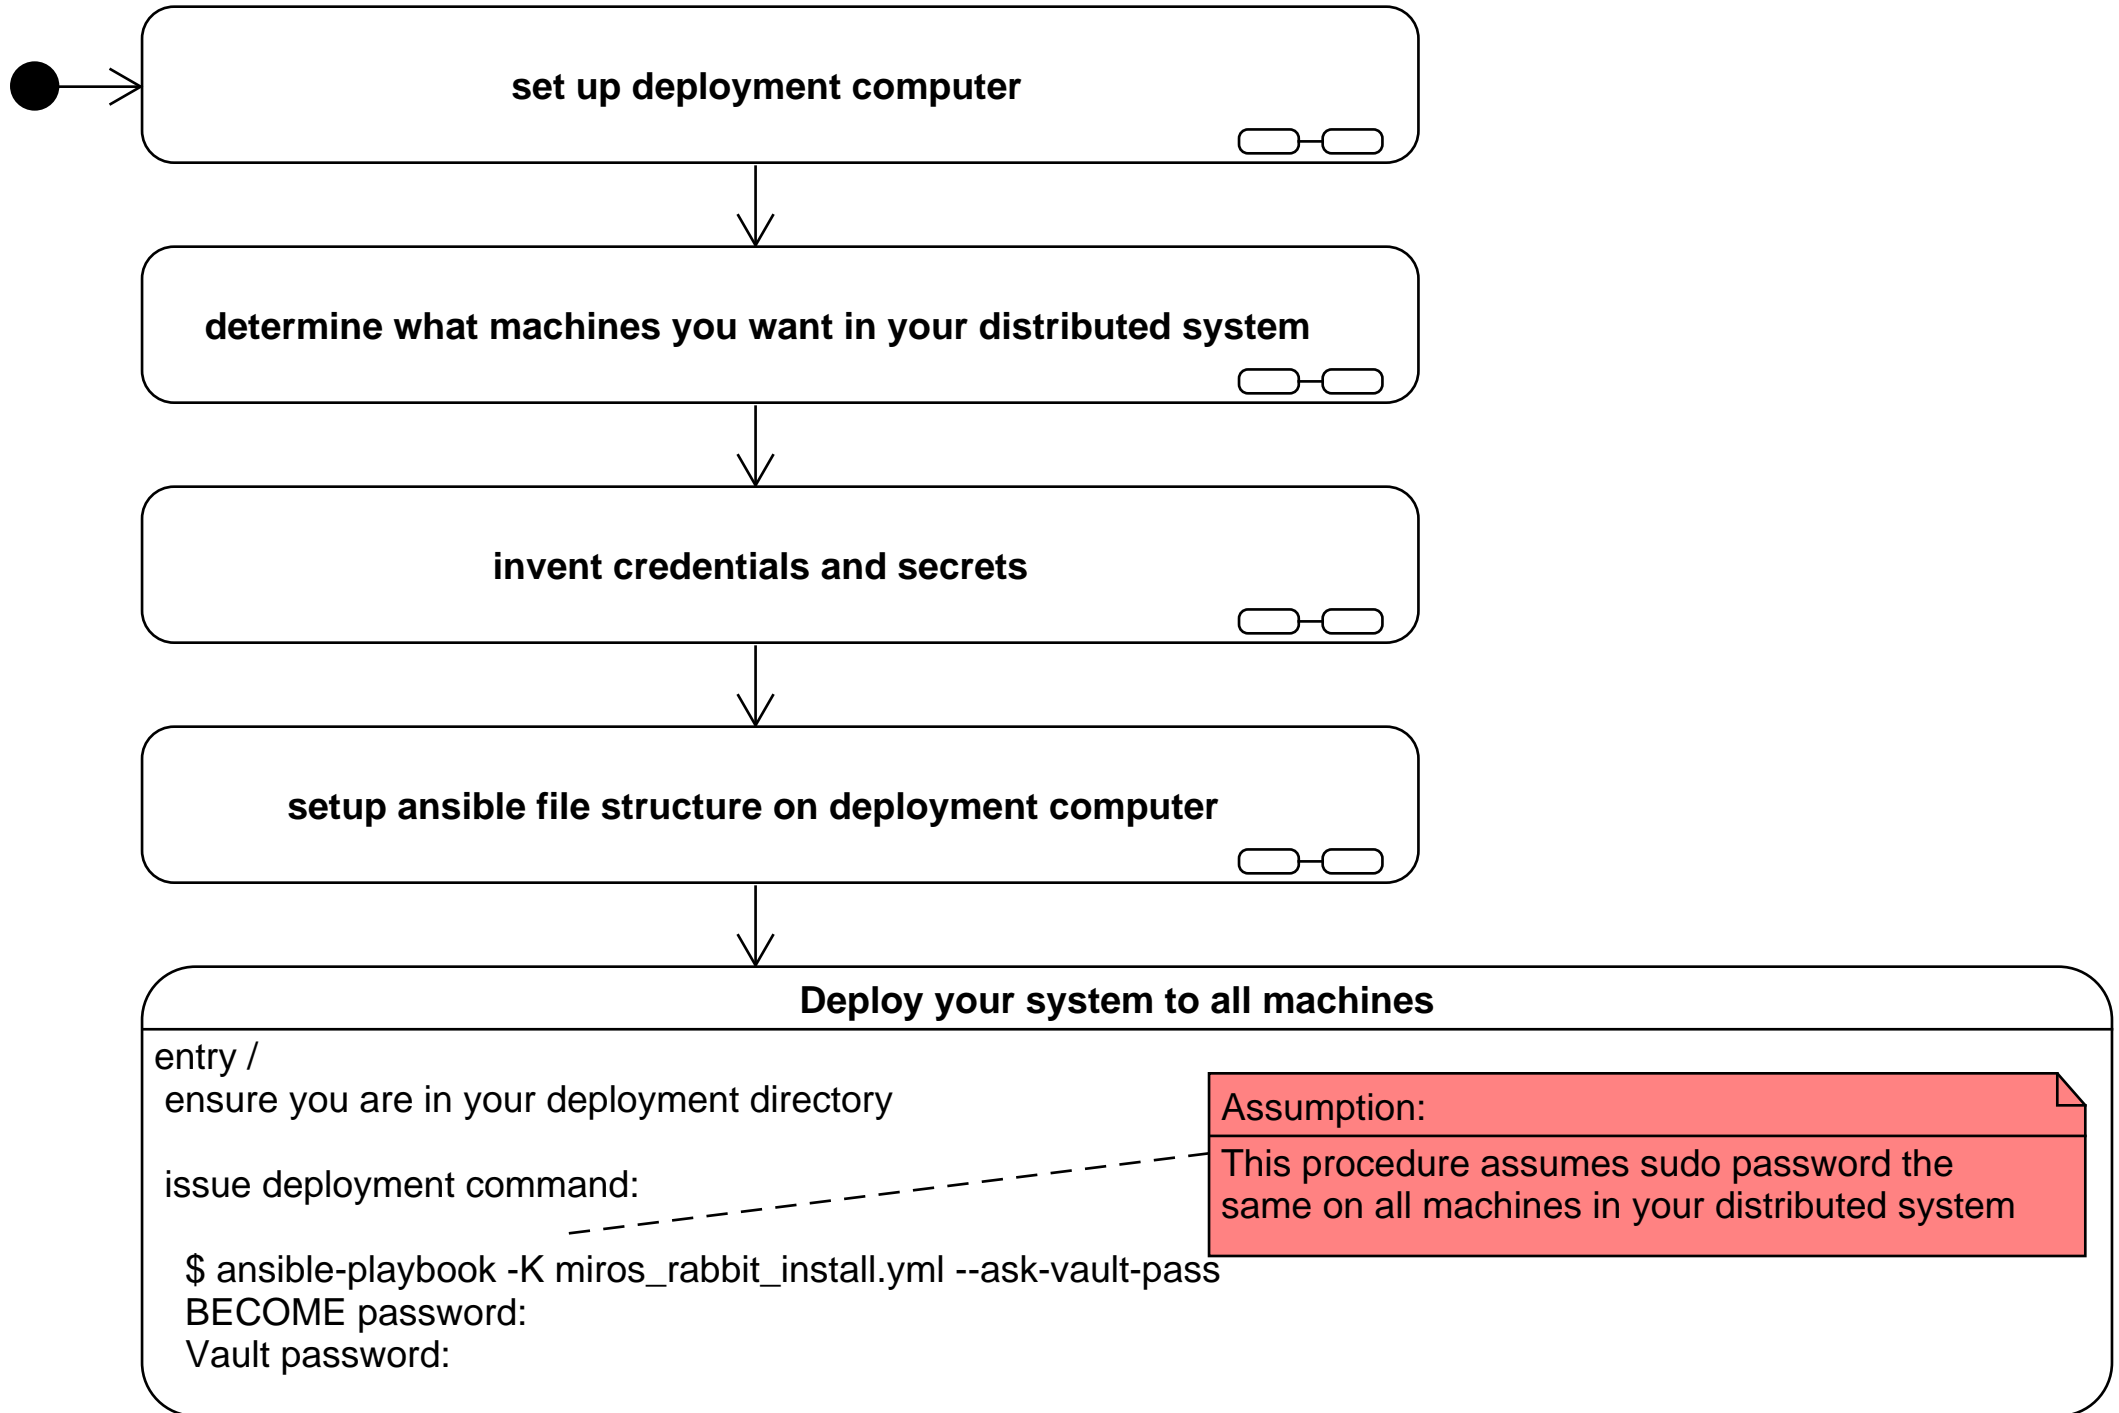 set up deployment computer
determine what machines you want in your distributed system
invent credentials and secrets
setup ansible file structure on deployment computer
Deploy your system to all machines
entry /
ensure you are in your deployment directory
issue deployment command:
$ ansible-playbook -K miros_rabbit_install.yml --ask-vault-pass
BECOME password:
Vault password:
Assumption:
This procedure assumes sudo password the
same on all machines in your distributed system